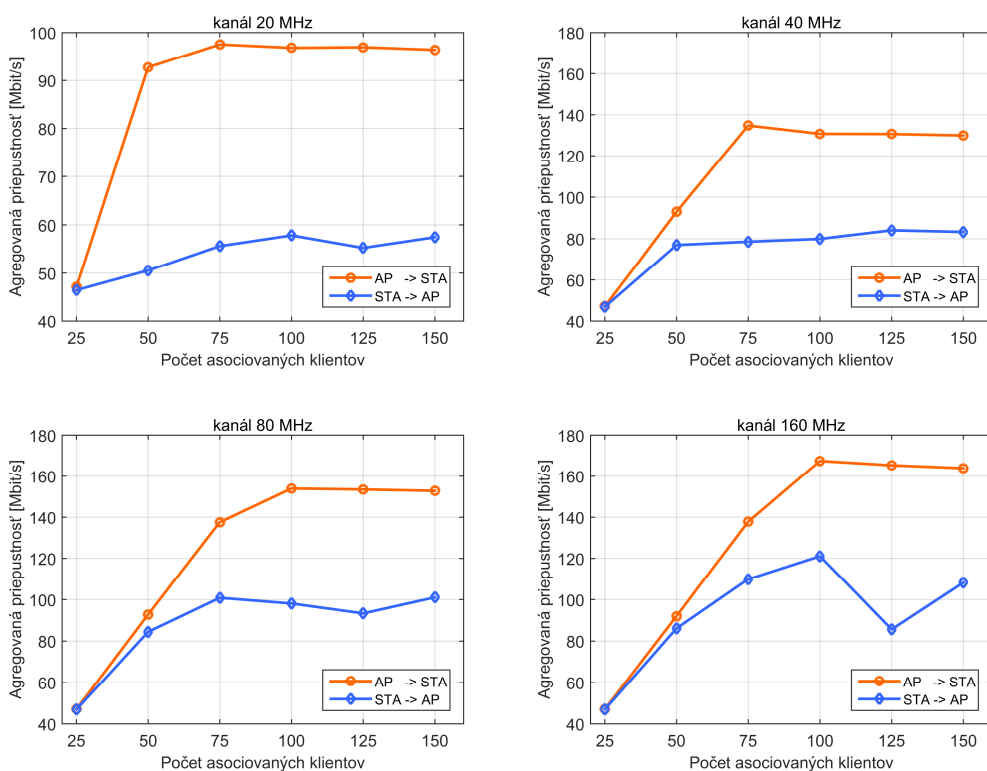 kanál 20 MHz
Agregovaná priepustnosť [Mbit/s]
100
90
80
70
60
50
40
25 50 75 100 125 150
Počet asociovaných klientov
AP -> STA
STA -> AP
kanál 40 MHz
Agregovaná priepustnosť [Mbit/s]
180
160
140
120
100
80
60
40
25 50 75 100 125 150
Počet asociovaných klientov
AP -> STA
STA -> AP
kanál 80 MHz
Agregovaná priepustnosť [Mbit/s]
180
160
140
120
100
80
60
40
25 50 75 100 125 150
Počet asociovaných klientov
AP -> STA
STA -> AP
kanál 160 MHz
Agregovaná priepustnosť [Mbit/s]
180
160
140
120
100
80
60
40
25 50 75 100 125 150
Počet asociovaných klientov
AP -> STA
STA -> AP